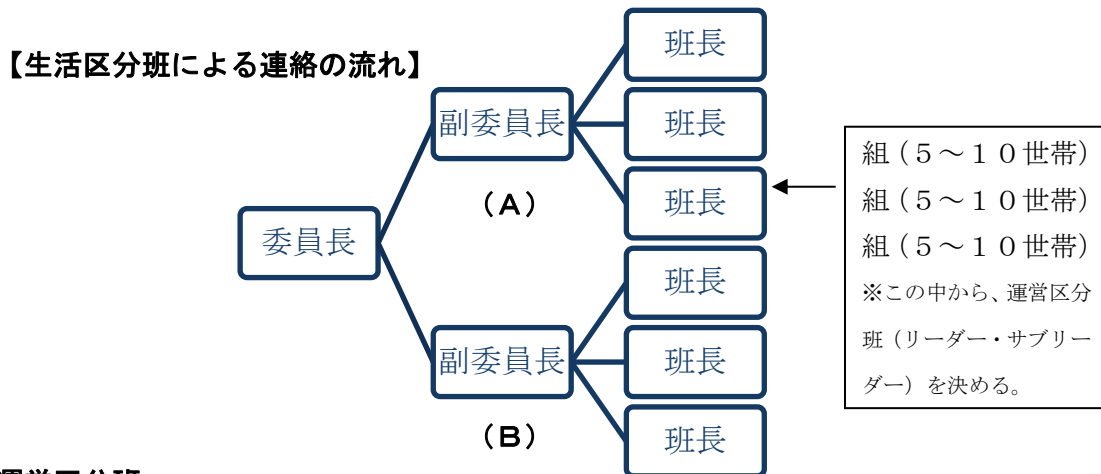 【生活区分班による連絡の流れ】
委員長
副委員長
(A)
班長
班長
班長
副委員長
(B)
班長
班長
班長
組(5~10世帯)
組(5~10世帯)
組(5~10世帯)
※この中から、運営区分
班(リーダー・サブリー
ダー)を決める。